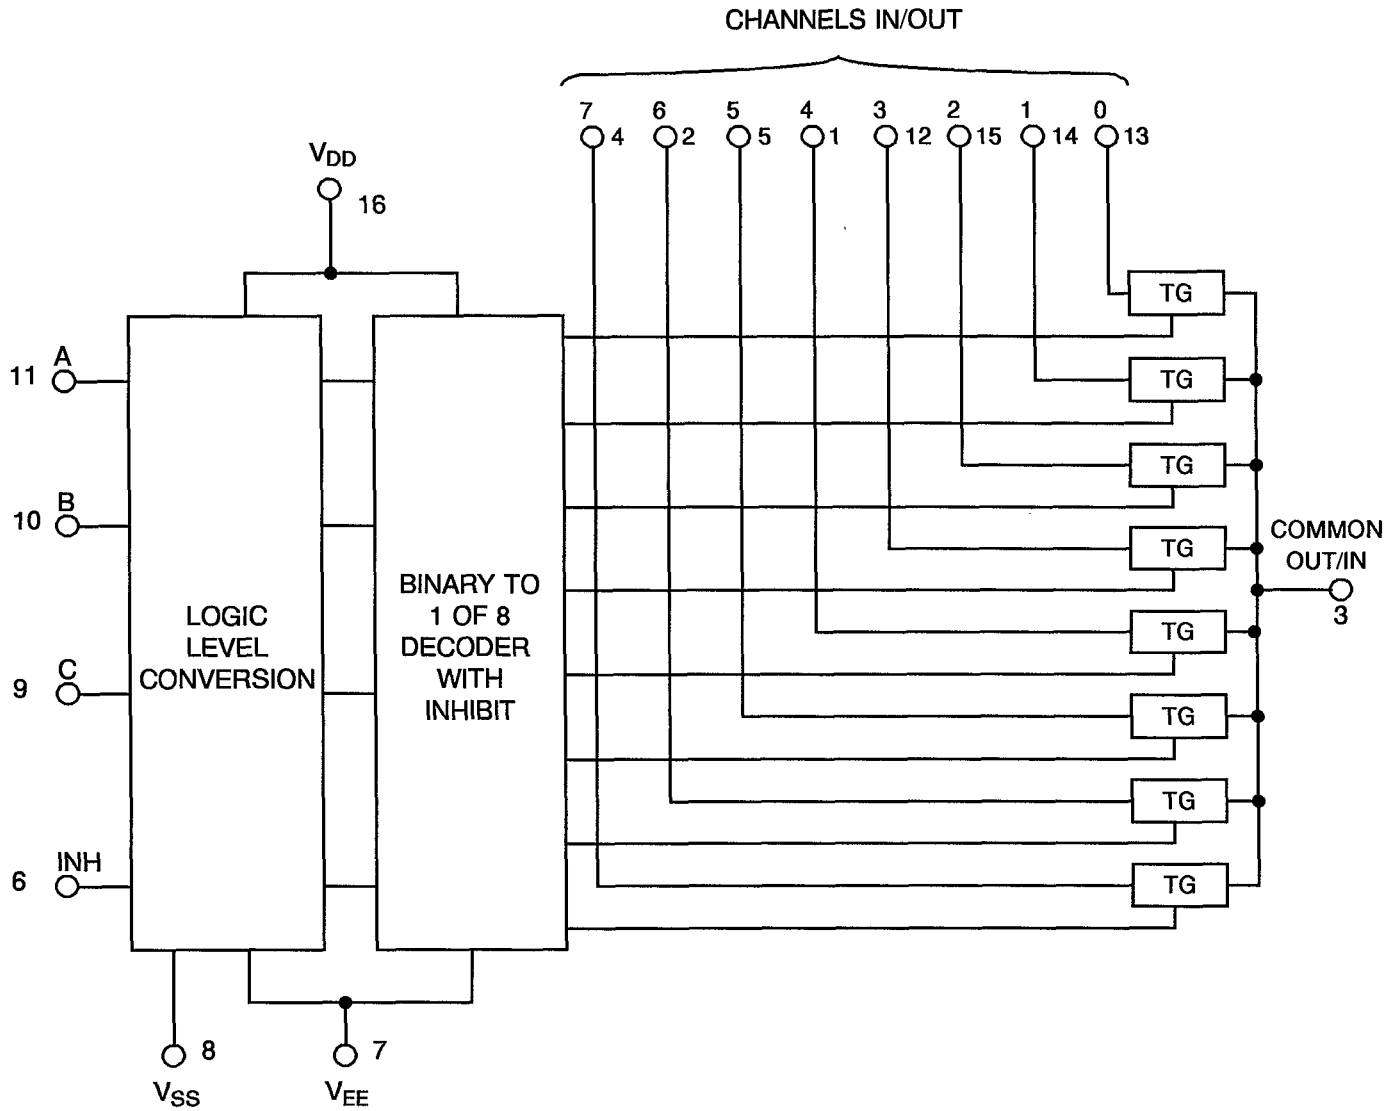 CHANNELS IN/OUT
7 6 5 4 3 2 1 0
4 2 5 1 12 15 14 13
VDD
16
TG
11 A
TG
TG
10 B
TG
COMMON
OUT/IN
3
LOGIC
LEVEL
CONVERSION
BINARY TO
1 OF 8
DECODER
WITH
INHIBIT
TG
9 C
TG
TG
6 INH
TG
8
VSS
7
VEE